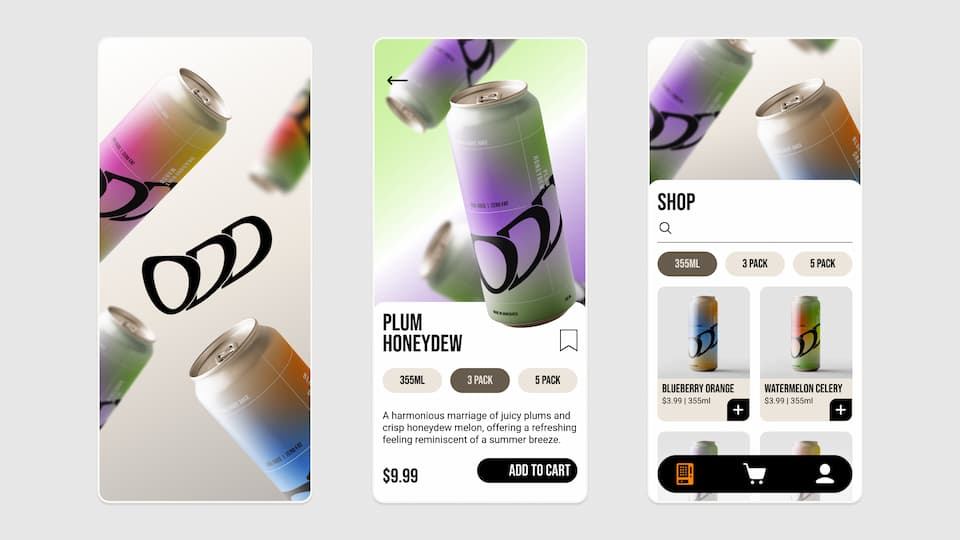 ODD
PLUM
HONEYDEW
355ML
3 PACK
5 PACK
A harmonious marriage of juicy plums and
crisp honeydew melon, offering a refreshing
feeling reminiscent of a summer breeze.
$9.99
ADD TO CART
SHOP
355ML
3 PACK
5 PACK
BLUEBERRY ORANGE
$3.99 | 355ml
WATERMELON CELERY
$3.99 | 355ml